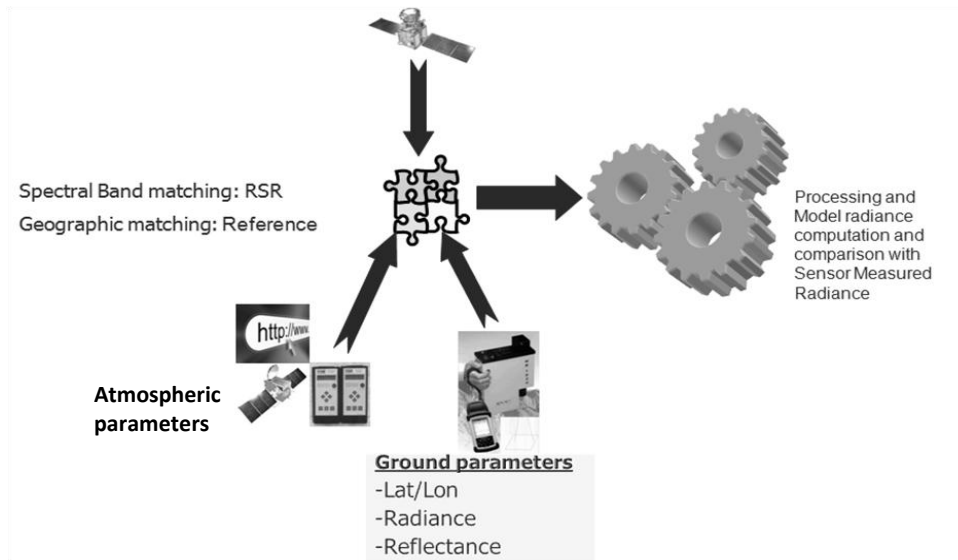 Spectral Band matching: RSR
Geographic matching: Reference
Processing and
Model radiance
computation and
comparison with
Sensor Measured
Radiance
http://www.
Atmospheric
parameters
Ground parameters
-Lat/Lon
-Radiance
-Reflectance